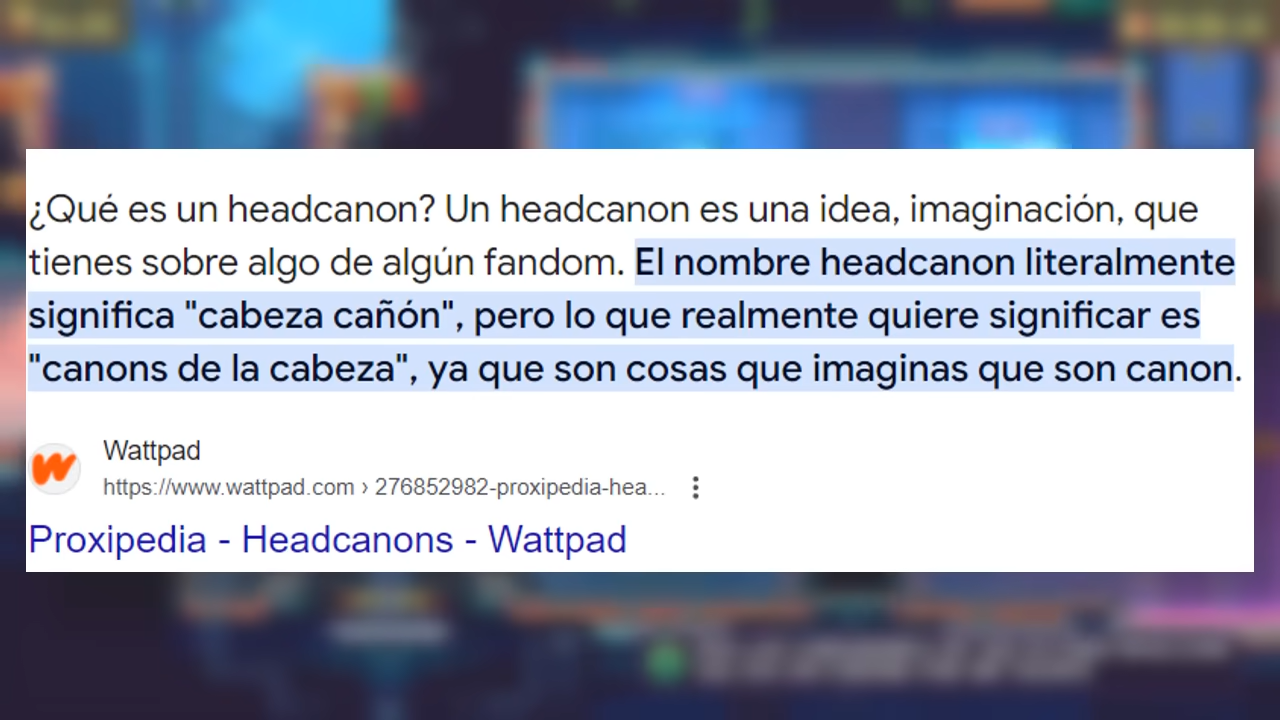 ¿Qué es un headcanon? Un headcanon es una idea, imaginación, que
tienes sobre algo de algún fandom. El nombre headcanon literalmente
significa "cabeza cañón", pero lo que realmente quiere significar es
"canons de la cabeza", ya que son cosas que imaginas que son canon.
Wattpad
https://www.wattpad.com › 276852982-proxipedia-hea...
Proxipedia - Headcanons - Wattpad